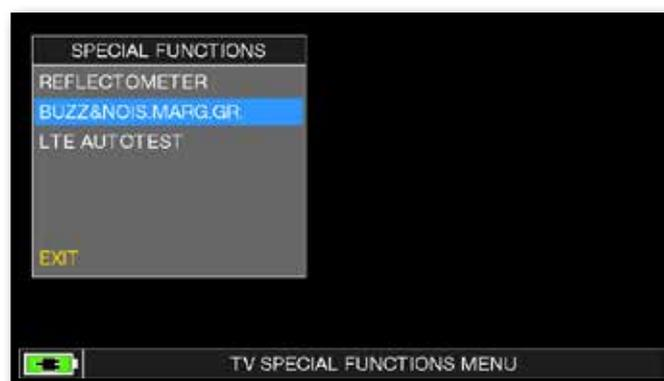 SPECIAL FUNCTIONS
REFLECTOMETER
BUZZ&NOIS.MARG.GR.
LTE AUTOTEST
EXIT
TV SPECIAL FUNCTIONS MENU